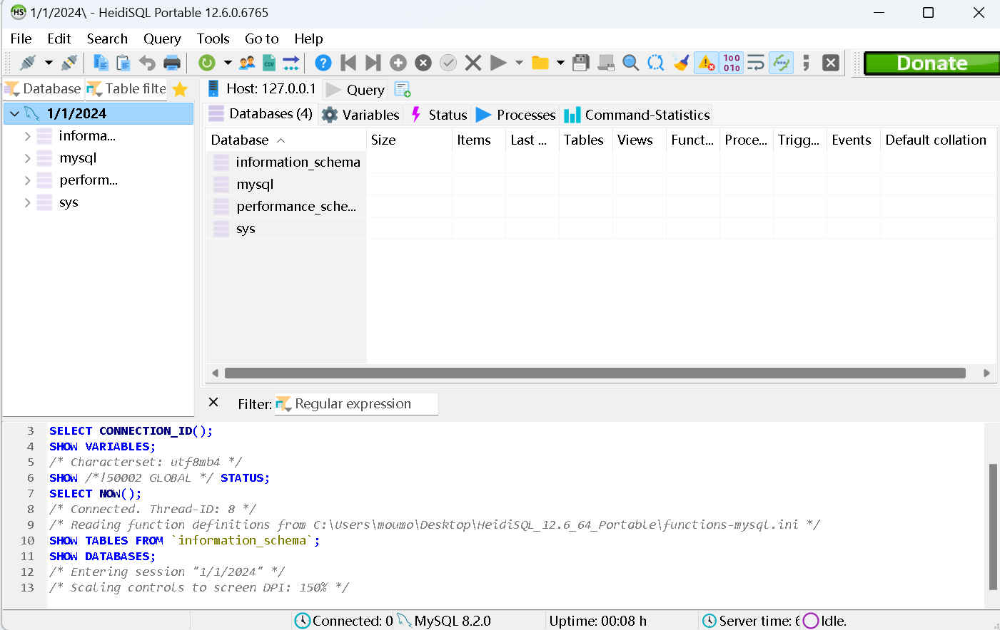 HS 1/1/2024\ - HeidiSQL Portable 12.6.0.6765
File Edit Search Query Tools Go to Help
CSV ? 100 010 ; Donate
Database Table filte Host: 127.0.0.1 Query
1/1/2024 Databases (4) Variables Status Processes Command-Statistics
informa...
mysql
perform...
sys
Database Size Items Last ... Tables Views Funct... Proce... Trigg... Events Default collation
information_schema
mysql
performance_sche...
sys
Filter: Regular expression
3 SELECT CONNECTION_ID();
4 SHOW VARIABLES;
5 /* Characterset: utf8mb4 */
6 SHOW /*!50002 GLOBAL */ STATUS;
7 SELECT NOW();
8 /* Connected. Thread-ID: 8 */
9 /* Reading function definitions from C:\Users\moumo\Desktop\HeidiSQL_12.6_64_Portable\functions-mysql.ini */
10 SHOW TABLES FROM `information_schema`;
11 SHOW DATABASES;
12 /* Entering session "1/1/2024" */
13 /* Scaling controls to screen DPI: 150% */
Connected: 0 MySQL 8.2.0 Uptime: 00:08 h Server time: 6 Idle.